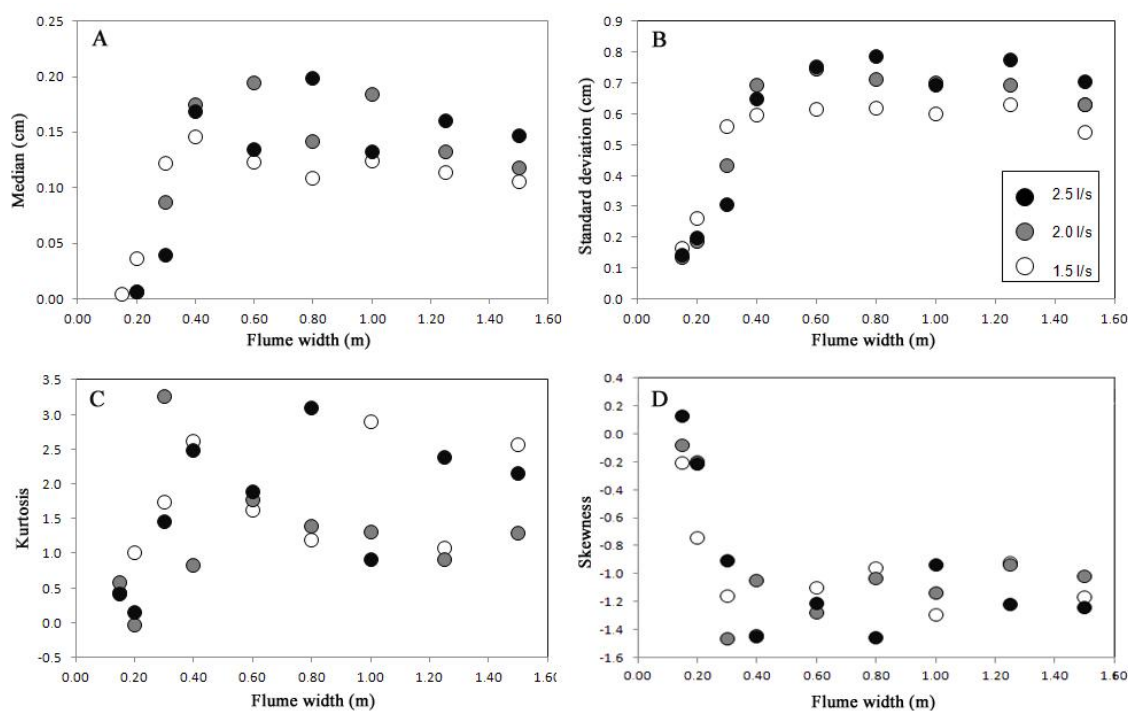 A
Median (cm)
0.25
0.20
0.15
0.10
0.05
0.00
0.00 0.20 0.40 0.60 0.80 1.00 1.20 1.40 1.60
Flume width (m)
B
Standard deviation (cm)
0.9
0.8
0.7
0.6
0.5
0.4
0.3
0.2
0.1
0.0
2.5 l/s
2.0 l/s
1.5 l/s
0.00 0.20 0.40 0.60 0.80 1.00 1.20 1.40 1.60
Flume width (m)
C
Kurtosis
3.5
3.0
2.5
2.0
1.5
1.0
0.5
0.0
-0.5
0.00 0.20 0.40 0.60 0.80 1.00 1.20 1.40 1.60
Flume width (m)
D
Skewness
0.4
0.2
0.0
-0.2
-0.4
-0.6
-0.8
-1.0
-1.2
-1.4
-1.6
0.00 0.20 0.40 0.60 0.80 1.00 1.20 1.40 1.60
Flume width (m)